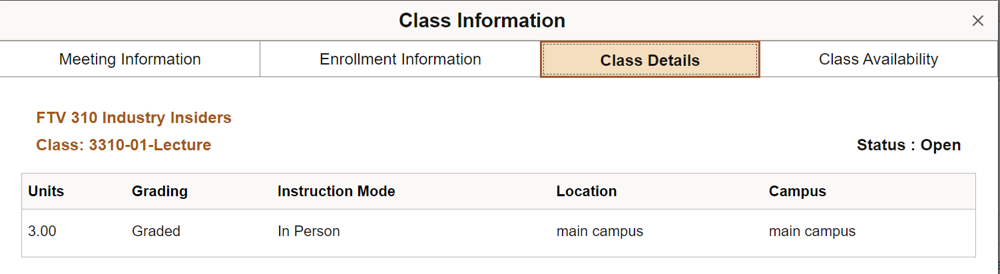 Class Information
Meeting Information Enrollment Information Class Details Class Availability
FTV 310 Industry Insiders
Class: 3310-01-Lecture Status : Open
Units Grading Instruction Mode Location Campus
3.00 Graded In Person main campus main campus